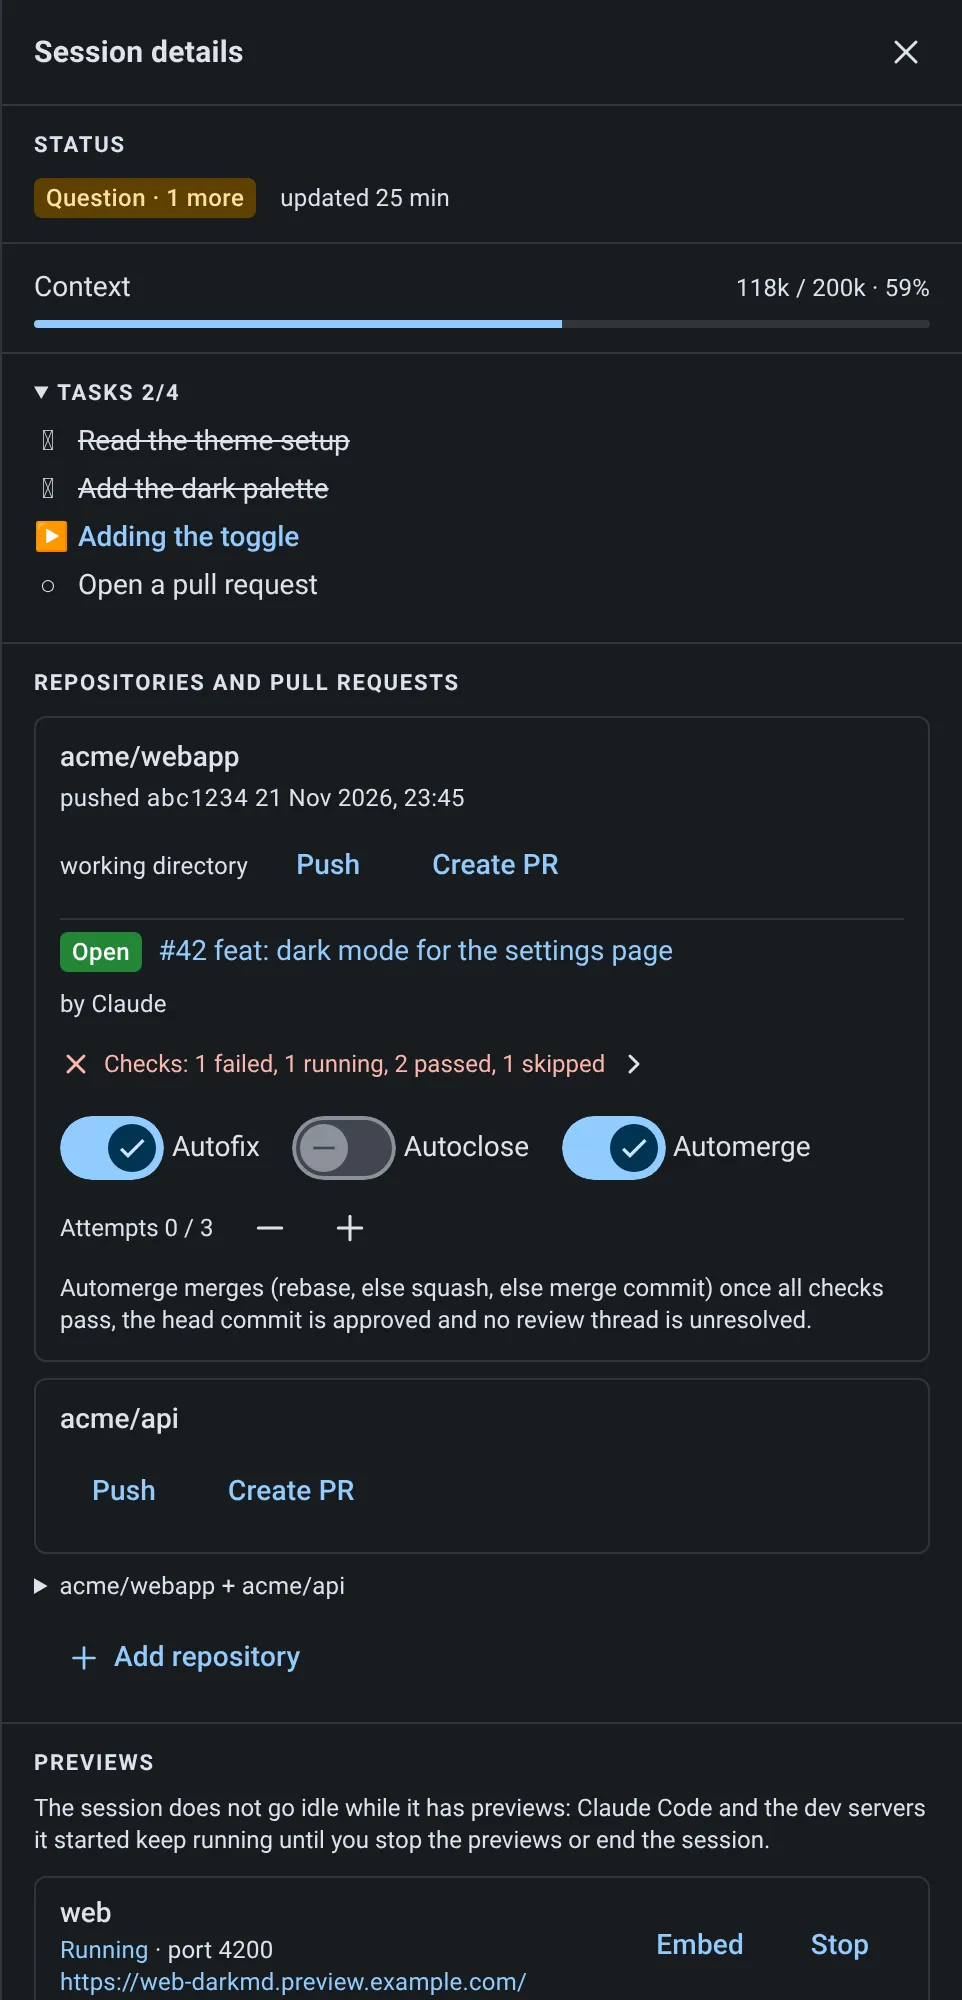 Session details
STATUS
Question · 1 more
updated 25 min
Context
118k / 200k · 59%
TASKS 2/4
Read the theme setup
Add the dark palette
Adding the toggle
Open a pull request
REPOSITORIES AND PULL REQUESTS
acme/webapp
pushed abc1234 21 Nov 2026, 23:45
working directory Push Create PR
Open #42 feat: dark mode for the settings page
by Claude
Checks: 1 failed, 1 running, 2 passed, 1 skipped
Autofix Autoclose Automerge
Attempts 0 / 3
Automerge merges (rebase, else squash, else merge commit) once all checks
pass, the head commit is approved and no review thread is unresolved.
acme/api
Push Create PR
acme/webapp + acme/api
Add repository
PREVIEWS
The session does not go idle while it has previews: Claude Code and the dev servers
it started keep running until you stop the previews or end the session.
web
Running · port 4200
Embed Stop
https://web-darkmd.preview.example.com/